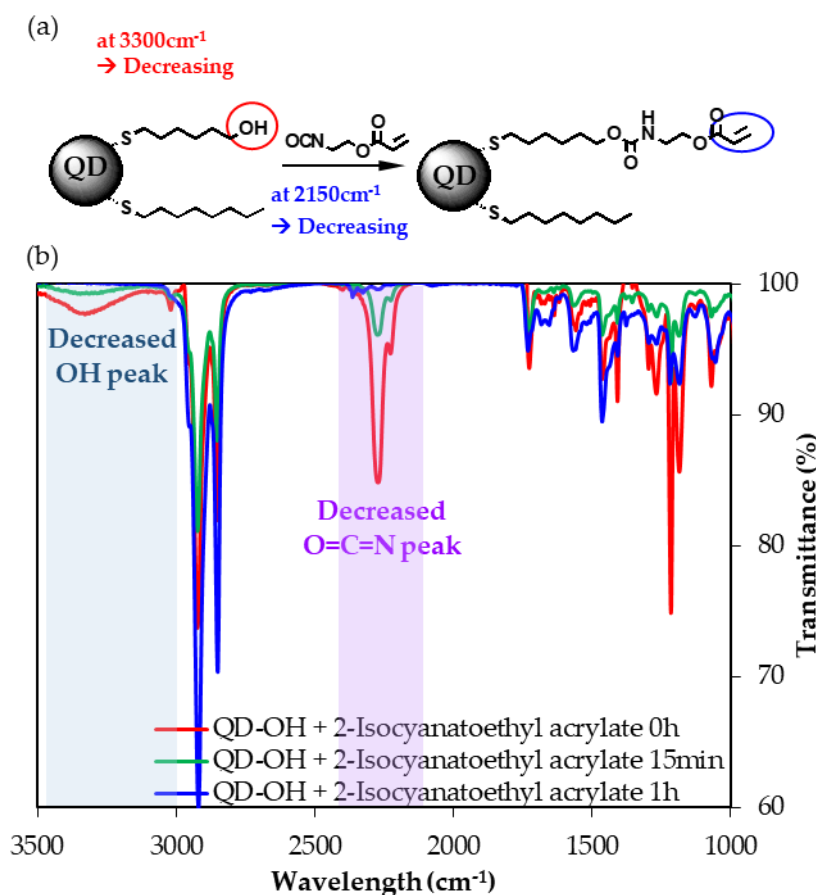 (a)
at 3300cm⁻¹
→ Decreasing
OH
S
QD
S
OCN
O
O
at 2150cm⁻¹
→ Decreasing
S
QD
S
O
O
H
N
O
O
(b)
Decreased
OH peak
Decreased
O=C=N peak
QD-OH + 2-Isocyanatoethyl acrylate 0h
QD-OH + 2-Isocyanatoethyl acrylate 15min
QD-OH + 2-Isocyanatoethyl acrylate 1h
100
90
80
70
60
Transmittance (%)
3500 3000 2500 2000 1500 1000
Wavelength (cm⁻¹)